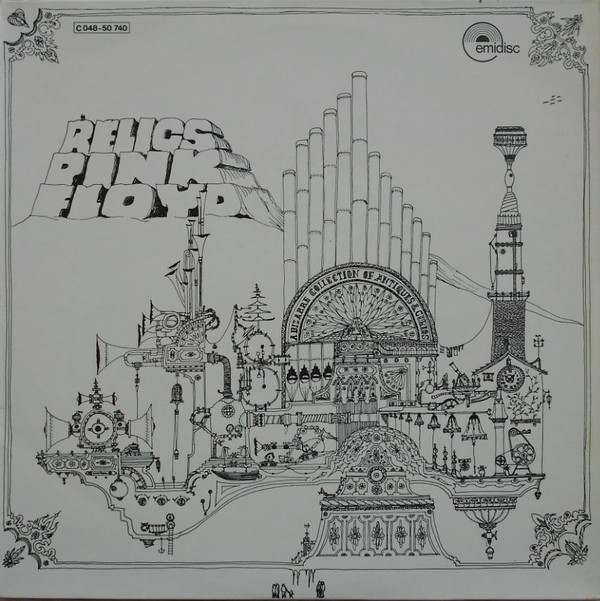 C 048-50 740
emidisc
RELICS
PINK
FLOYD
A BIZARRE COLLECTION OF ANTIQUES & CURIOS